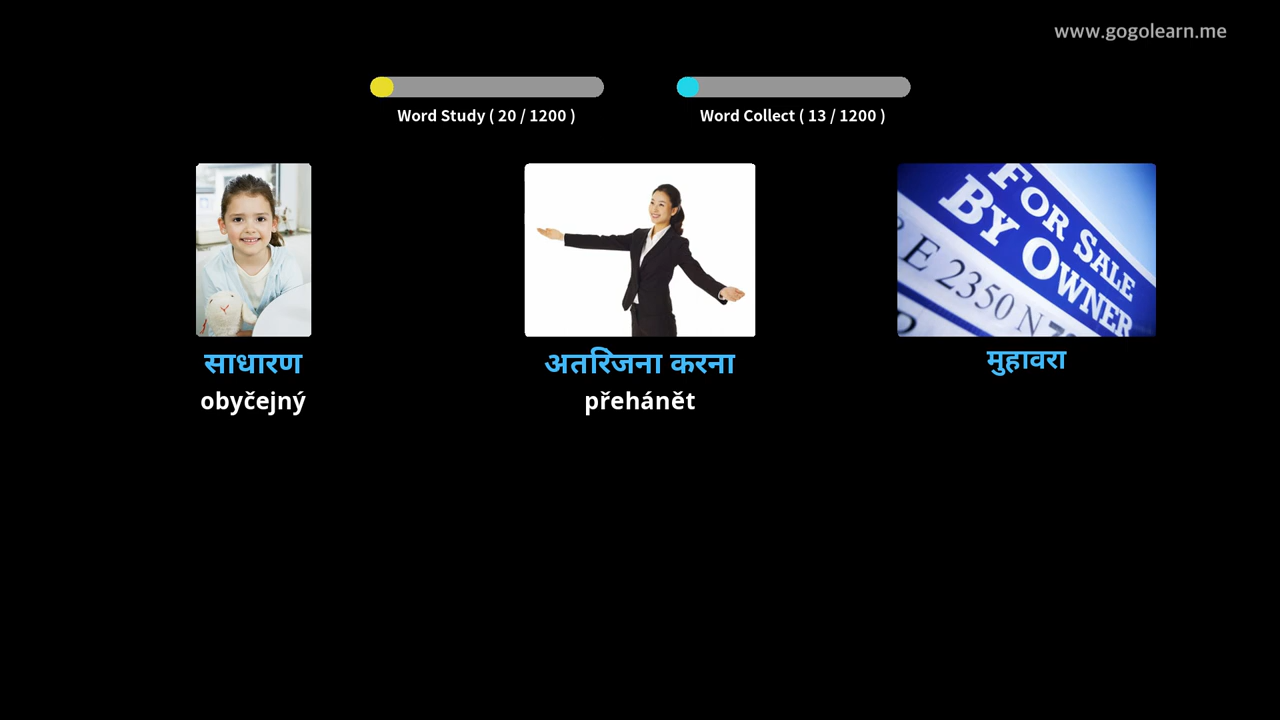 www.gogolearn.me
Word Study ( 20 / 1200 )
Word Collect ( 13 / 1200 )
FOR SALE
BY OWNER
E 2350 N
साधारण
अतरिंजना करना
मुहावरा
obyčejný
přehánět